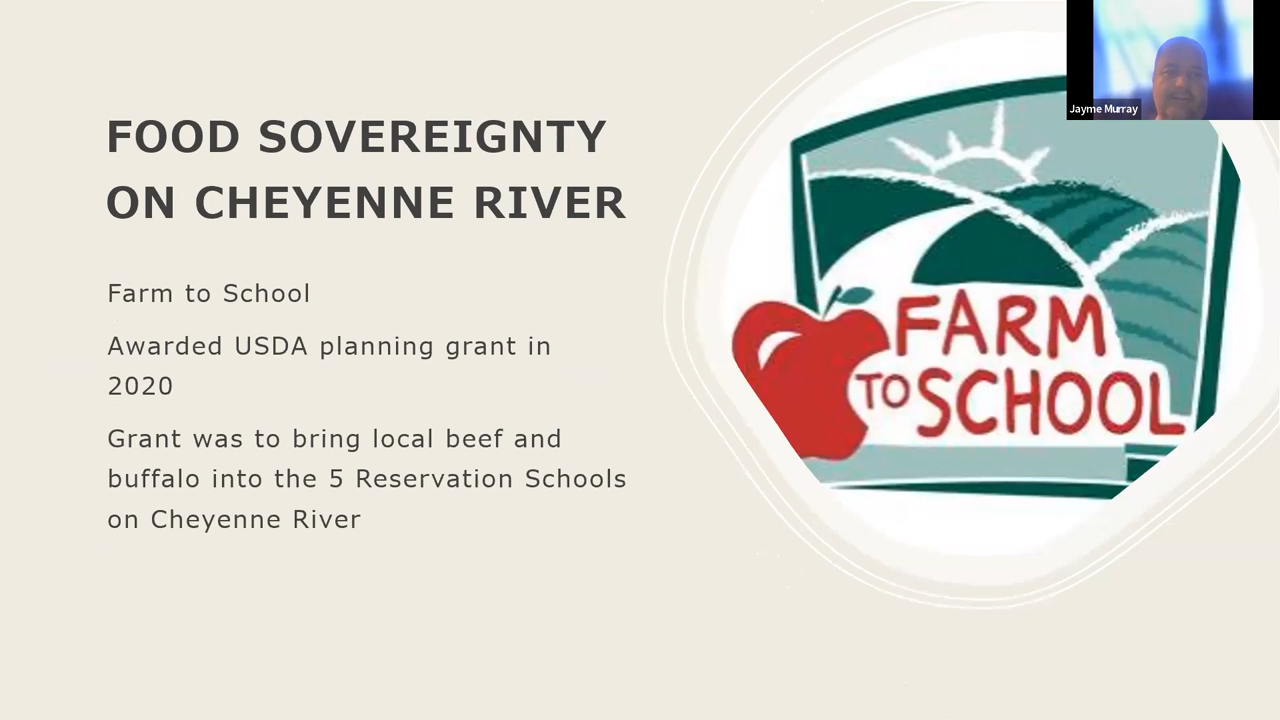 FOOD SOVEREIGNTY
ON CHEYENNE RIVER
Farm to School
Awarded USDA planning grant in
2020
Grant was to bring local beef and
buffalo into the 5 Reservation Schools
on Cheyenne River
FARM
TO SCHOOL
Jayme Murray